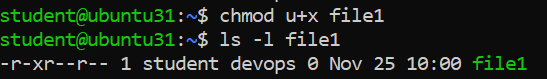 student@ubuntu31:~$ chmod u+x file1
student@ubuntu31:~$ ls -l file1
-r-xr--r-- 1 student devops 0 Nov 25 10:00 file1